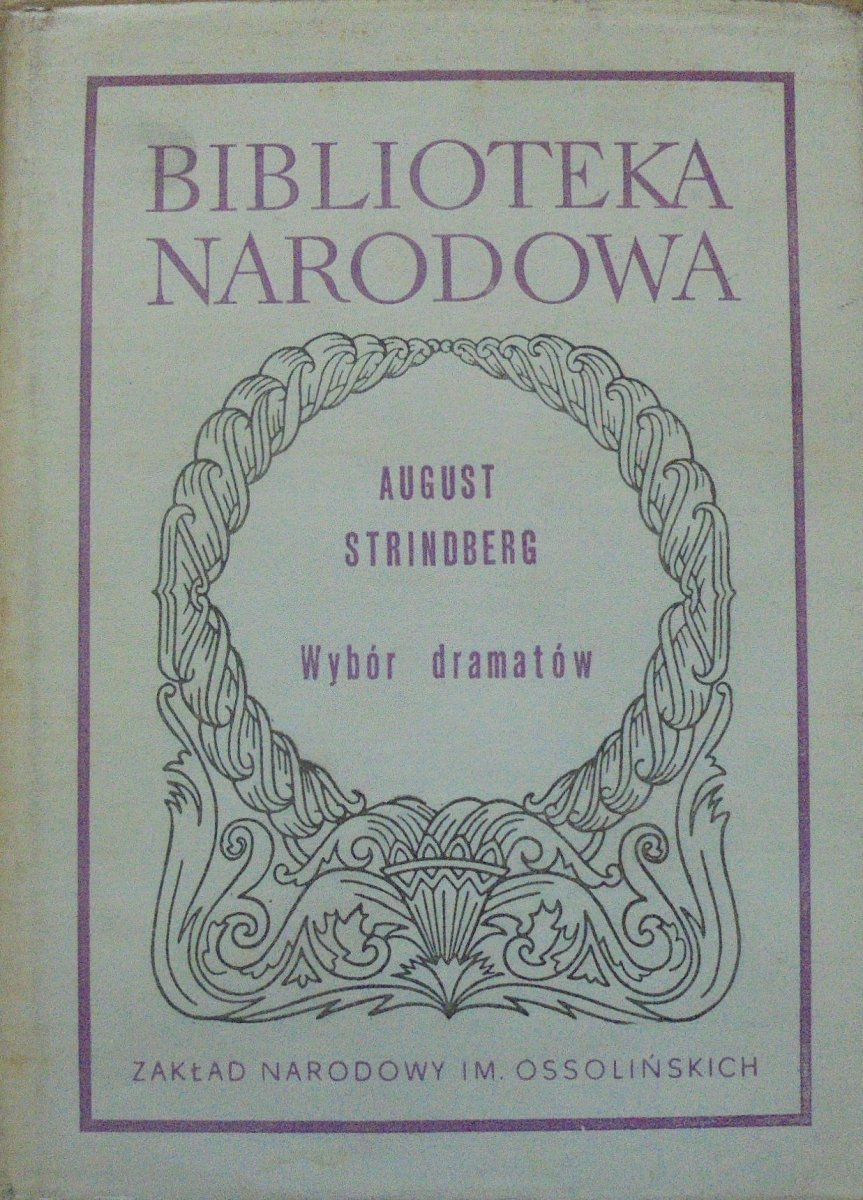 BIBLIOTEKA
NARODOWA
AUGUST
STRINDBERG
Wybór dramatów
ZAKŁAD NARODOWY IM. OSSOLIŃSKICH